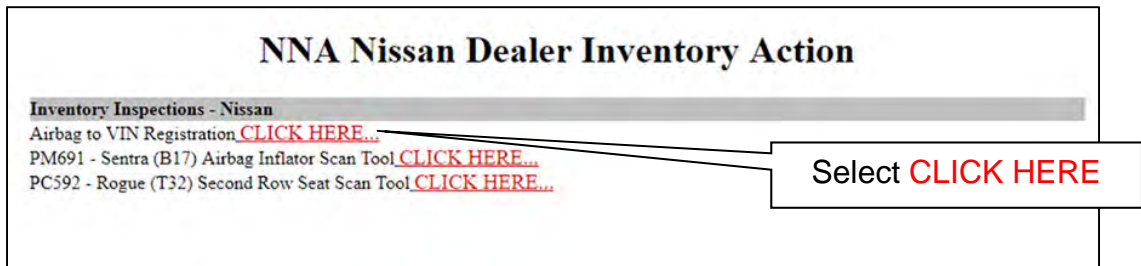 NNA Nissan Dealer Inventory Action
Inventory Inspections - Nissan
Airbag to VIN Registration CLICK HERE...
PM691 - Sentra (B17) Airbag Inflator Scan Tool CLICK HERE...
PC592 - Rogue (T32) Second Row Seat Scan Tool CLICK HERE...
Select CLICK HERE